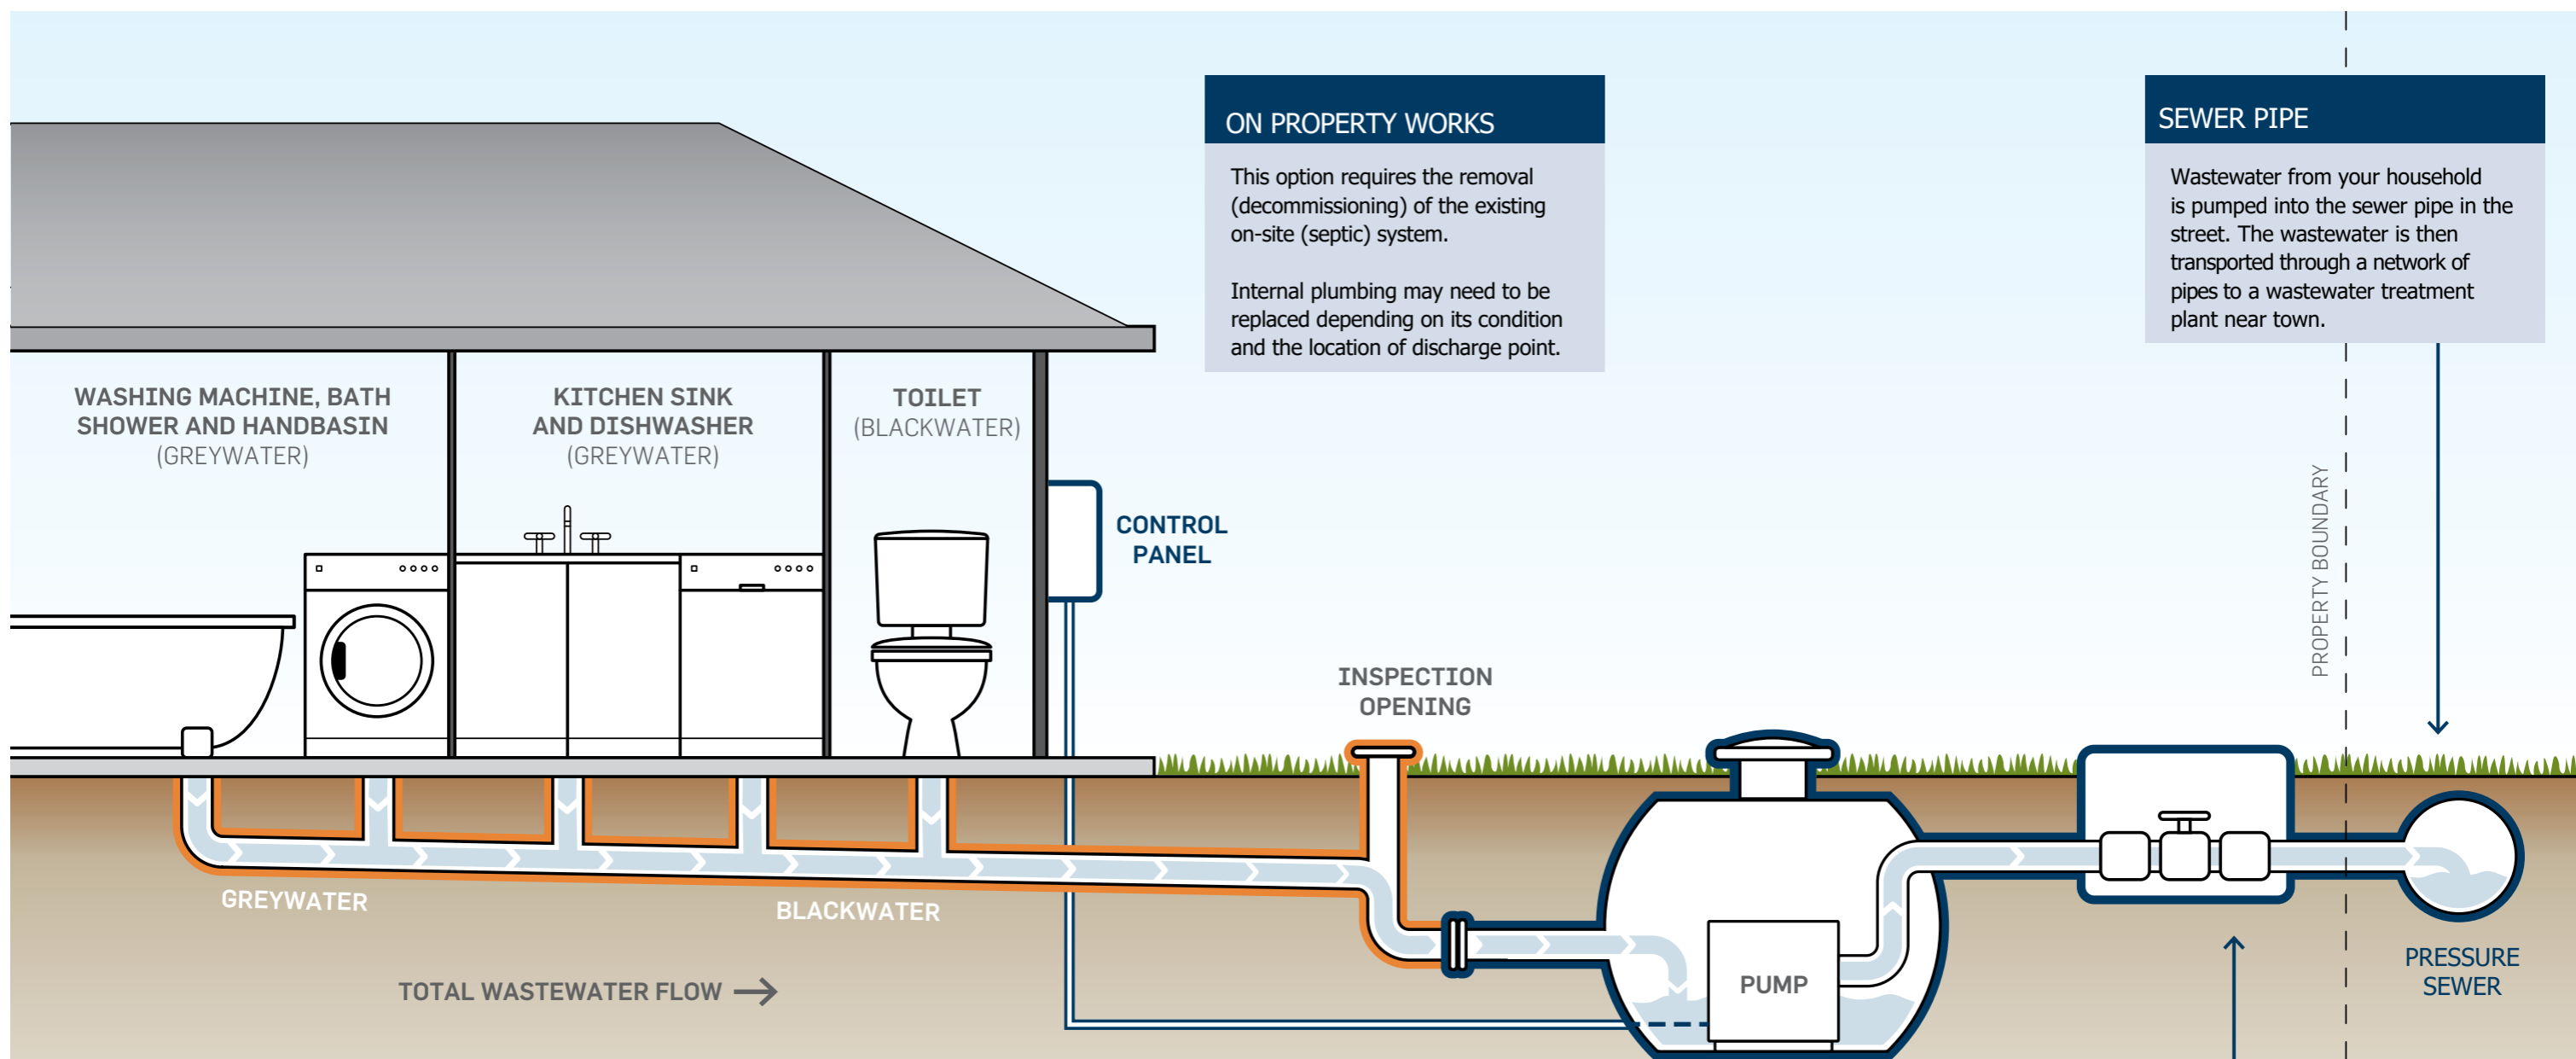 ON PROPERTY WORKS
This option requires the removal
(decommissioning) of the existing
on-site (septic) system.
Internal plumbing may need to be
replaced depending on its condition
and the location of discharge point.
SEWER PIPE
Wastewater from your household
is pumped into the sewer pipe in the
street. The wastewater is then
transported through a network of
pipes to a wastewater treatment
plant near town.
WASHING MACHINE, BATH
SHOWER AND HANDBASIN
(GREYWATER)
KITCHEN SINK
AND DISHWASHER
(GREYWATER)
TOILET
(BLACKWATER)
CONTROL
PANEL
PROPERTY BOUNDARY
INSPECTION
OPENING
GREYWATER
BLACKWATER
TOTAL WASTEWATER FLOW
PUMP
PRESSURE
SEWER